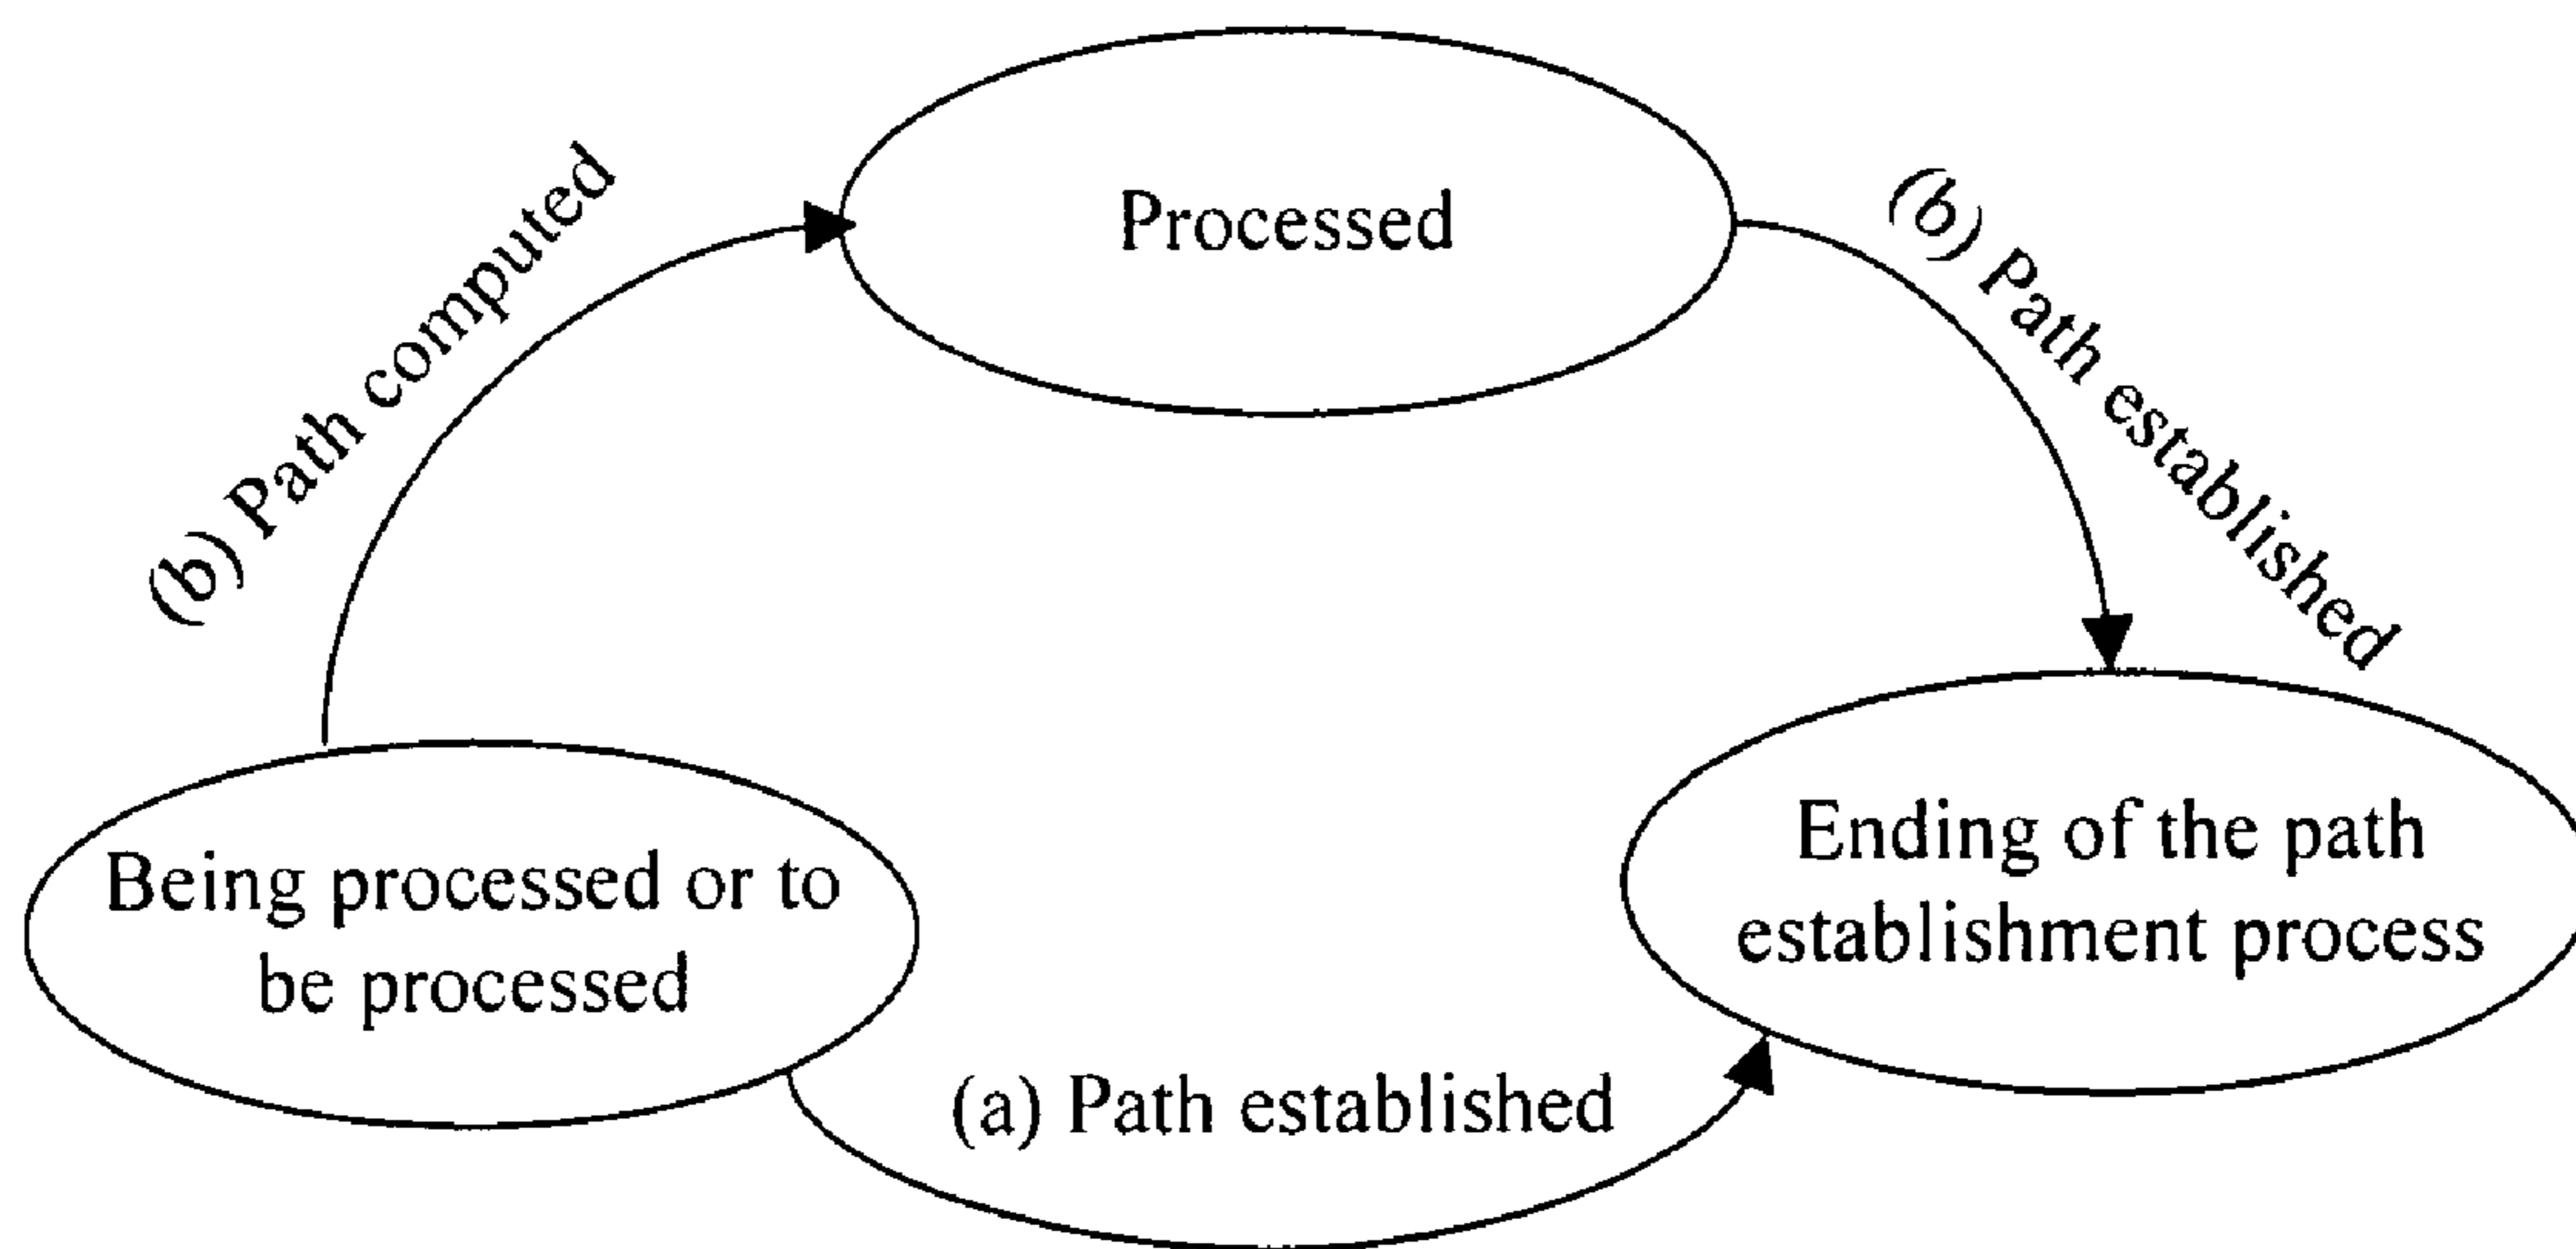 Processed
(b) Path computed
(b) Path established
Being processed or to
be processed
Ending of the path
establishment process
(a) Path established